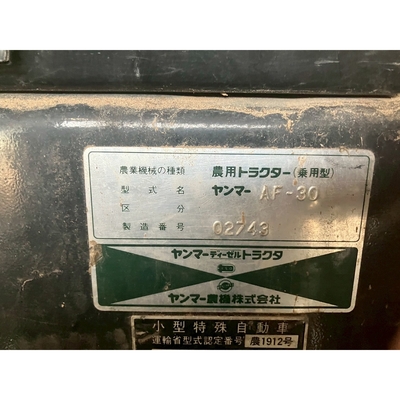 農業機械の種類 農用トラクター(乗用型)
型式名 ヤンマー AF-30
区分 J
製造番号 02743
ヤンマーディーゼルトラクタ
ヤンマー農機株式会社
小型特殊自動車
運輸省型式認定番号 農1912号